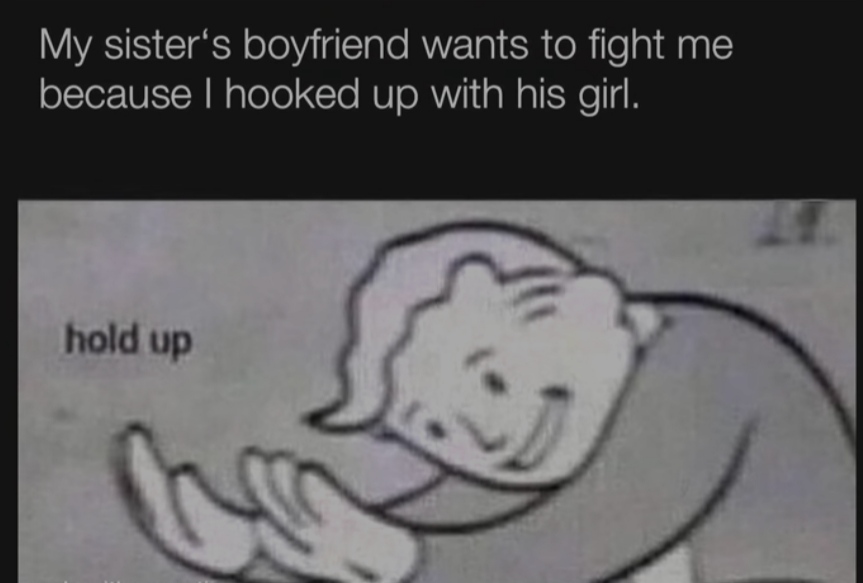 My sister‘s boyfriend wants to fight me
because I hooked up with his girl.
hold up